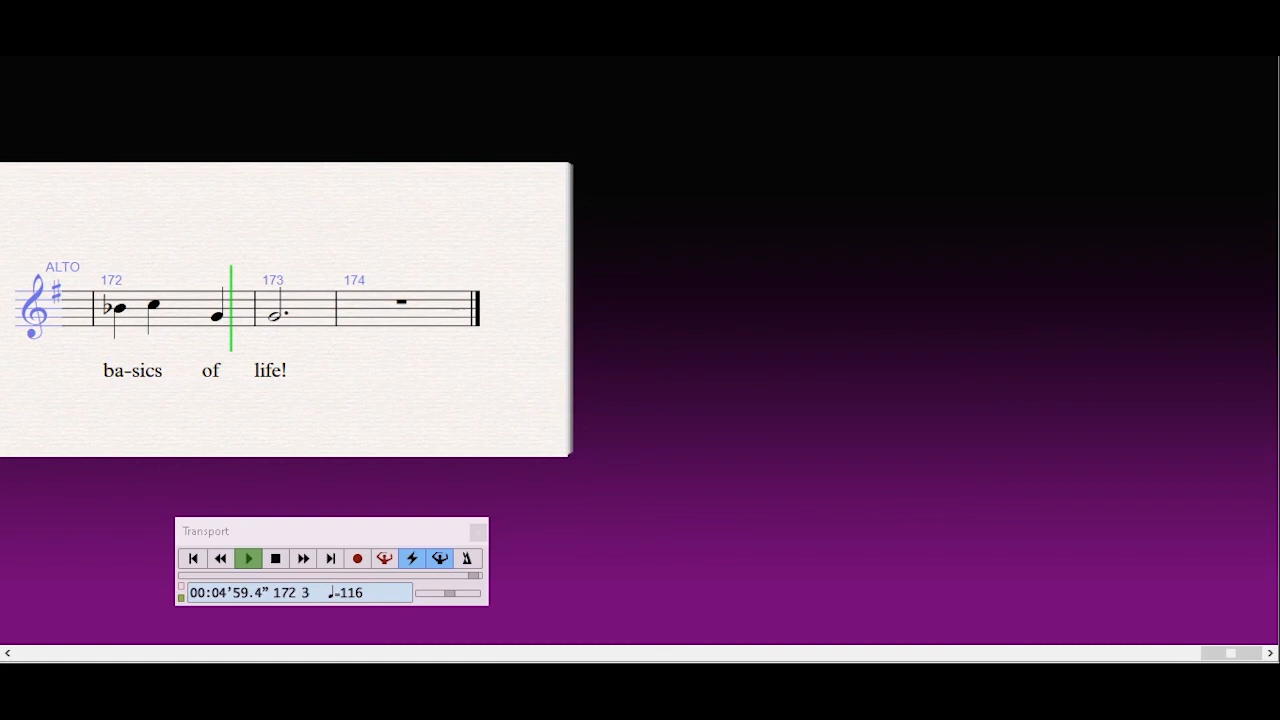 ALTO
172 173 174
ba-sics of life!
Transport
00:04’59.4” 172 3 ♩=116